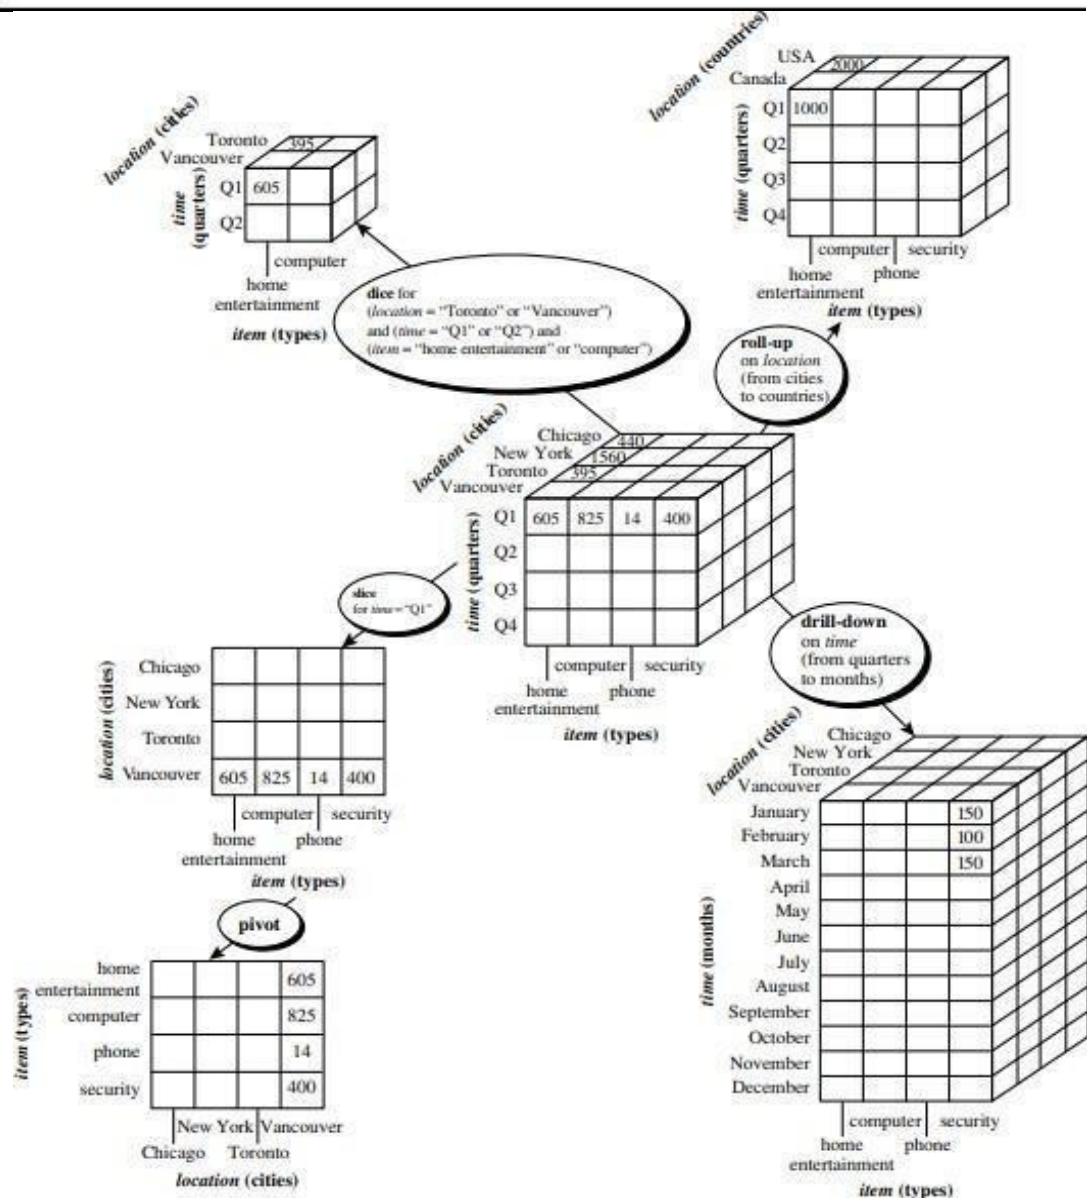 location (cities)
Toronto
Vancouver
395
time (quarters)
Q1
605
Q2
computer
home
entertainment
item (types)
location (countries)
USA
Canada
2000
time (quarters)
Q1
1000
Q2
Q3
Q4
computer
security
home
entertainment
phone
item (types)
dice for
(location = “Toronto” or “Vancouver”)
and (time = “Q1” or “Q2”) and
(item = “home entertainment” or “computer”)
roll-up
on location
(from cities
to countries)
location (cities)
Chicago
New York
Toronto
Vancouver
440
1560
395
time (quarters)
Q1
605 825 14 400
Q2
Q3
Q4
computer
security
home
entertainment
phone
item (types)
slice
for time = “Q1”
drill-down
on time
(from quarters
to months)
location (cities)
Chicago
New York
Toronto
Vancouver
605 825 14 400
computer
security
home
entertainment
phone
item (types)
pivot
item (types)
home
entertainment
605
computer
825
phone
14
security
400
New York Vancouver
Chicago Toronto
location (cities)
location (cities)
Chicago
New York
Toronto
Vancouver
time (months)
January
150
February
100
March
150
April
May
June
July
August
September
October
November
December
computer
security
home
entertainment
phone
item (types)